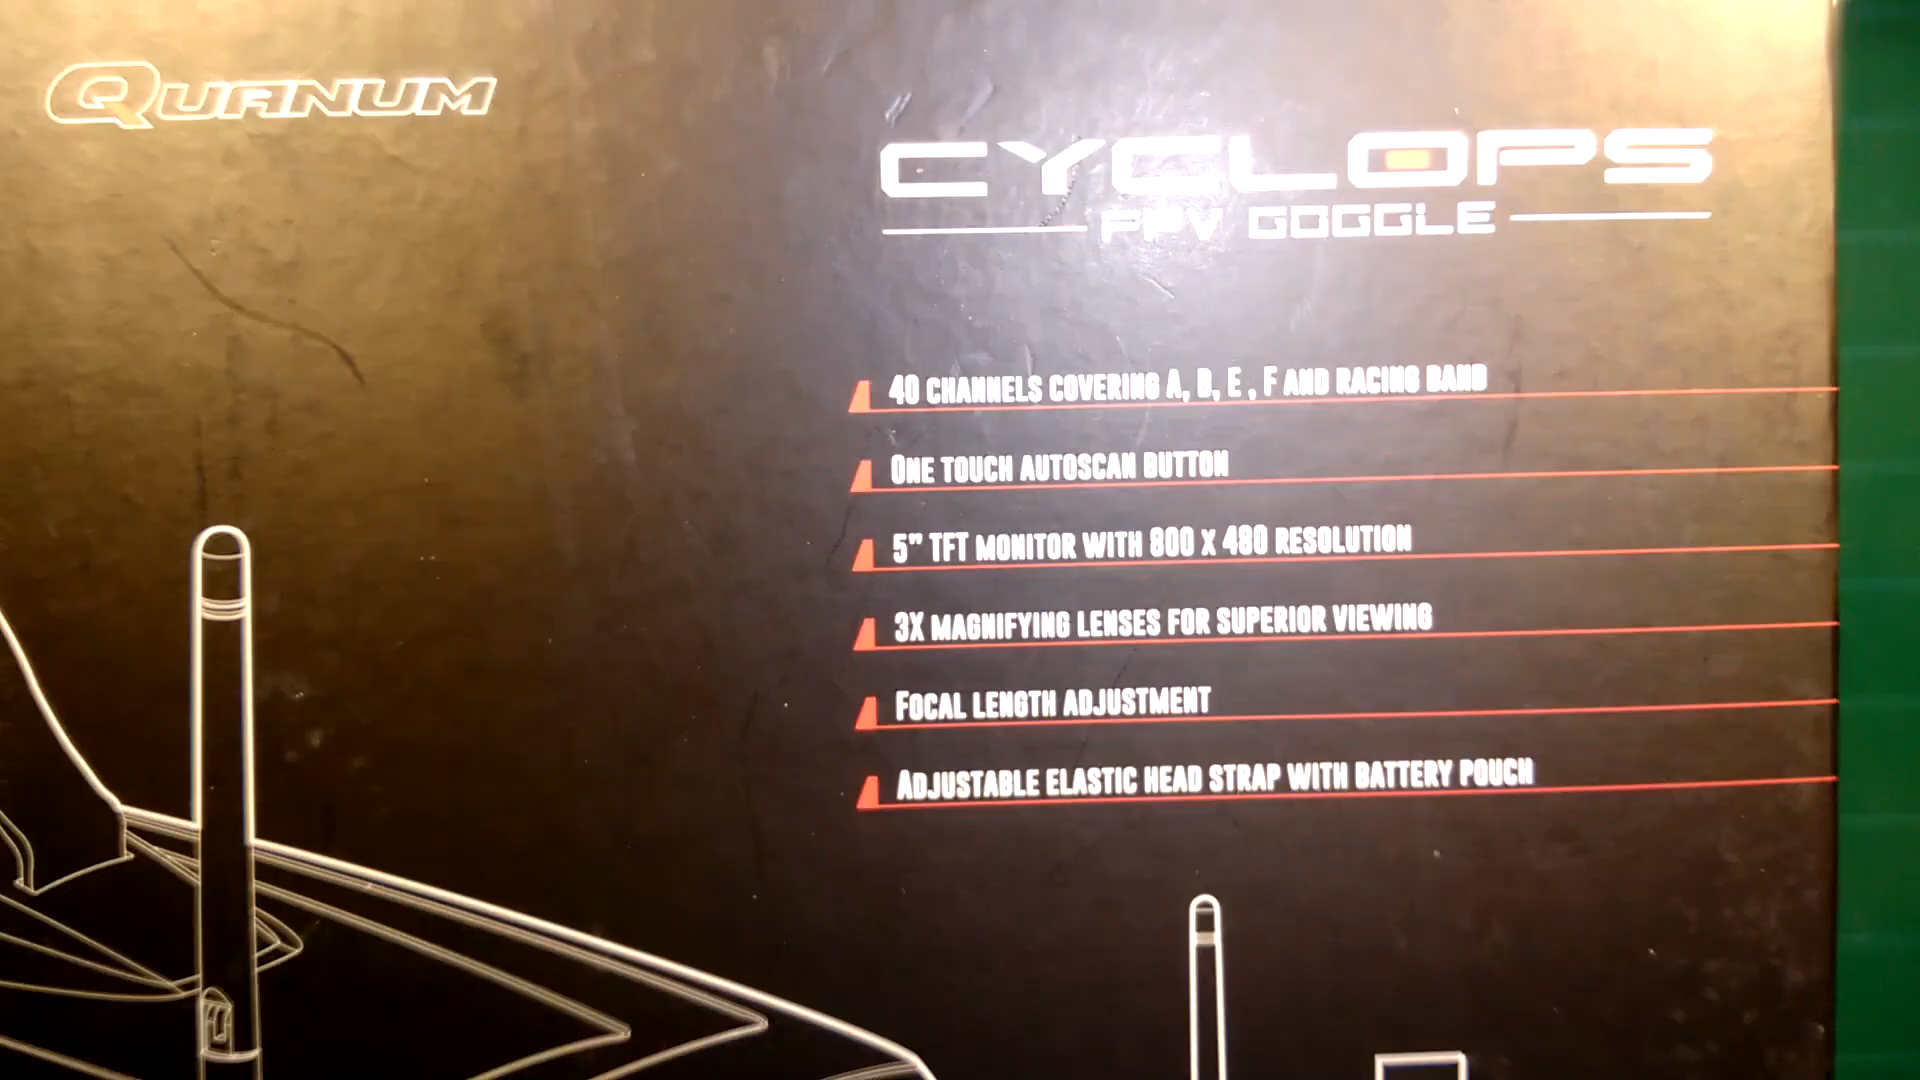 QUANUM
CYCLOPS
FPV GOGGLE
40 CHANNELS COVERING A, B, E , F AND RACING BAND
ONE TOUCH AUTOSCAN BUTTON
5" TFT MONITOR WITH 800 X 480 RESOLUTION
3X MAGNIFYING LENSES FOR SUPERIOR VIEWING
FOCAL LENGTH ADJUSTMENT
ADJUSTABLE ELASTIC HEAD STRAP WITH BATTERY POUCH